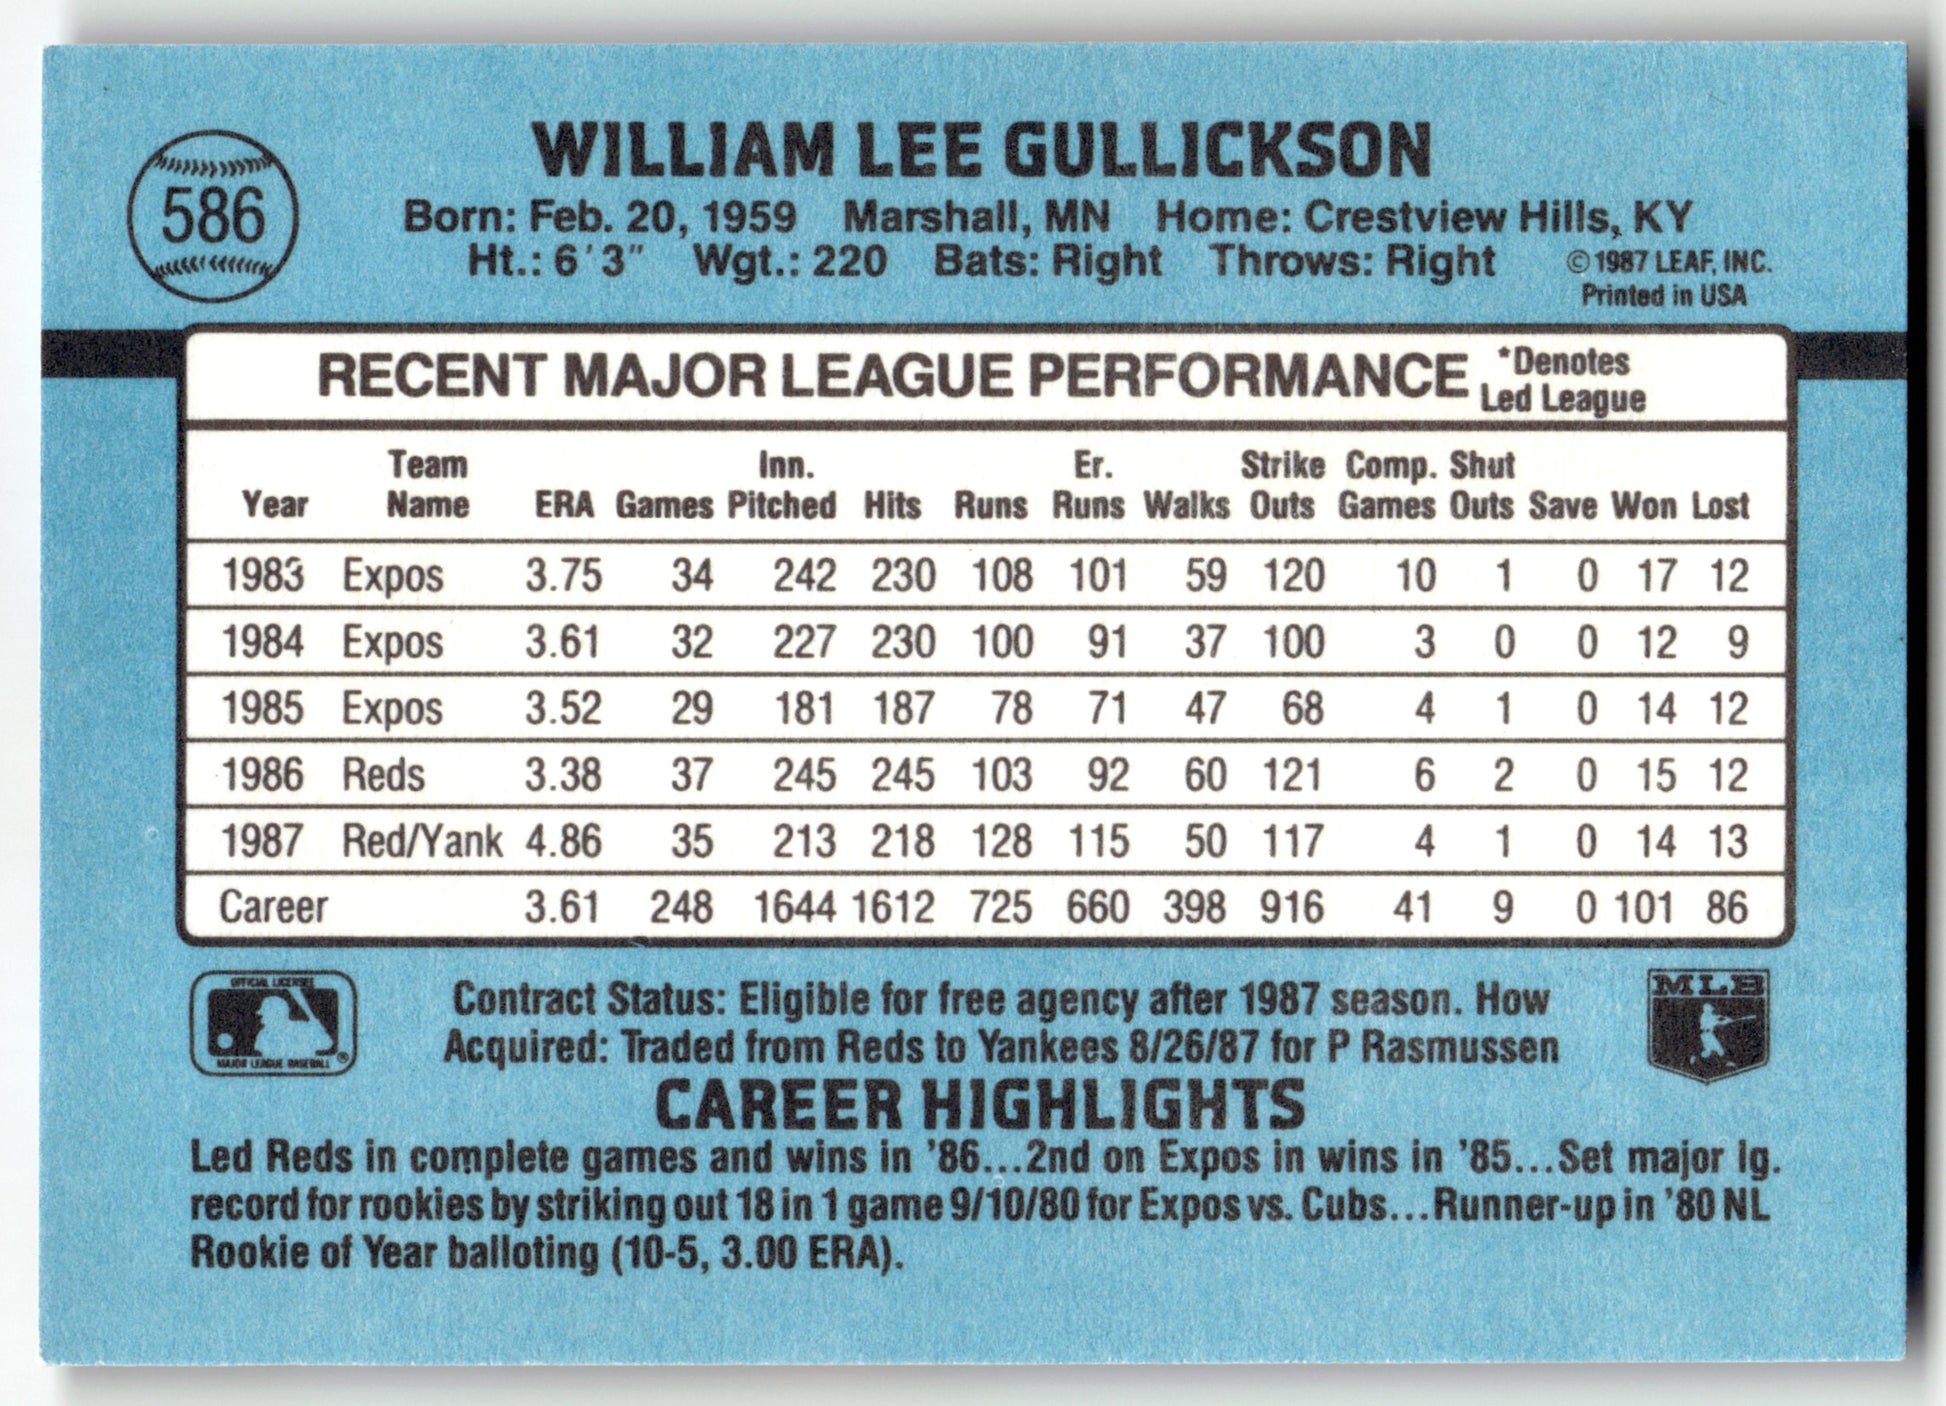 586
WILLIAM LEE GULLICKSON
Born: Feb. 20, 1959 Marshall, MN Home: Crestview Hills, KY
Ht.: 6'3" Wgt.: 220 Bats: Right Throws: Right
©1987 LEAF, INC.
Printed in USA
RECENT MAJOR LEAGUE PERFORMANCE
*Denotes
Led League
Year Team Name ERA Games Inn. Pitched Hits Runs Er. Runs Walks Strike Outs Comp. Games Shut Outs Save Won Lost
1983 Expos 3.75 34 242 230 108 101 59 120 10 1 0 17 12
1984 Expos 3.61 32 227 230 100 91 37 100 3 0 0 12 9
1985 Expos 3.52 29 181 187 78 71 47 68 4 1 0 14 12
1986 Reds 3.38 37 245 245 103 92 60 121 6 2 0 15 12
1987 Red/Yank 4.86 35 213 218 128 115 50 117 4 1 0 14 13
Career 3.61 248 1644 1612 725 660 398 916 41 9 0 101 86
OFFICIAL LICENSEE
MAJOR LEAGUE BASEBALL ®
Contract Status: Eligible for free agency after 1987 season. How
Acquired: Traded from Reds to Yankees 8/26/87 for P Rasmussen
MLB
CAREER HIGHLIGHTS
Led Reds in complete games and wins in '86...2nd on Expos in wins in '85...Set major lg.
record for rookies by striking out 18 in 1 game 9/10/80 for Expos vs. Cubs...Runner-up in '80 NL
Rookie of Year balloting (10-5, 3.00 ERA).